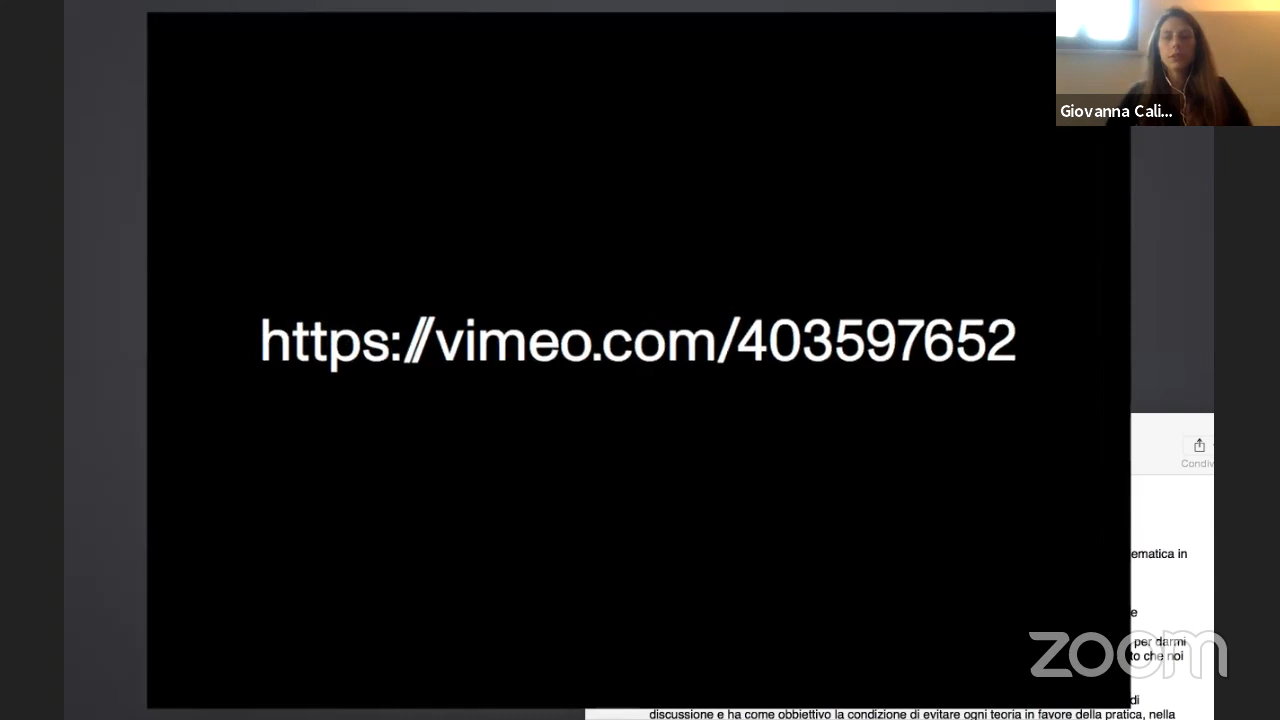 Giovanna Cali...
https://vimeo.com/403597652
Condiv
ematica in
e
per darmi
to che noi
zoom
di
discussione e ha come obbiettivo la condizione di evitare ogni teoria in favore della pratica, nella